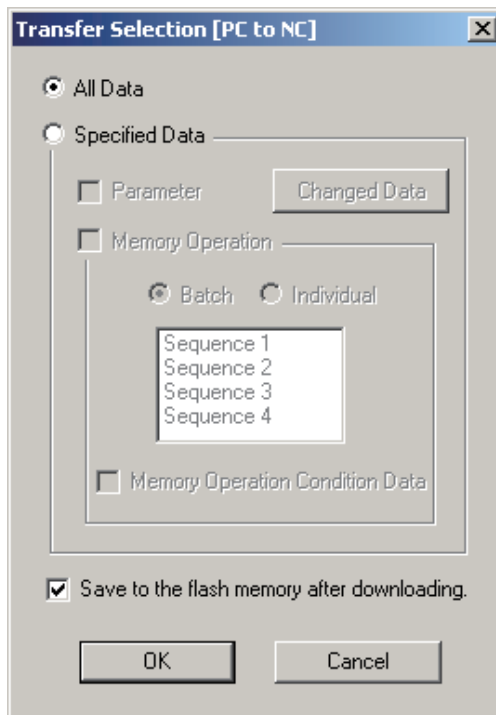 Transfer Selection [PC to NC]
All Data
Specified Data
Parameter
Changed Data
Memory Operation
Batch
Individual
Sequence 1
Sequence 2
Sequence 3
Sequence 4
Memory Operation Condition Data
Save to the flash memory after downloading.
OK
Cancel